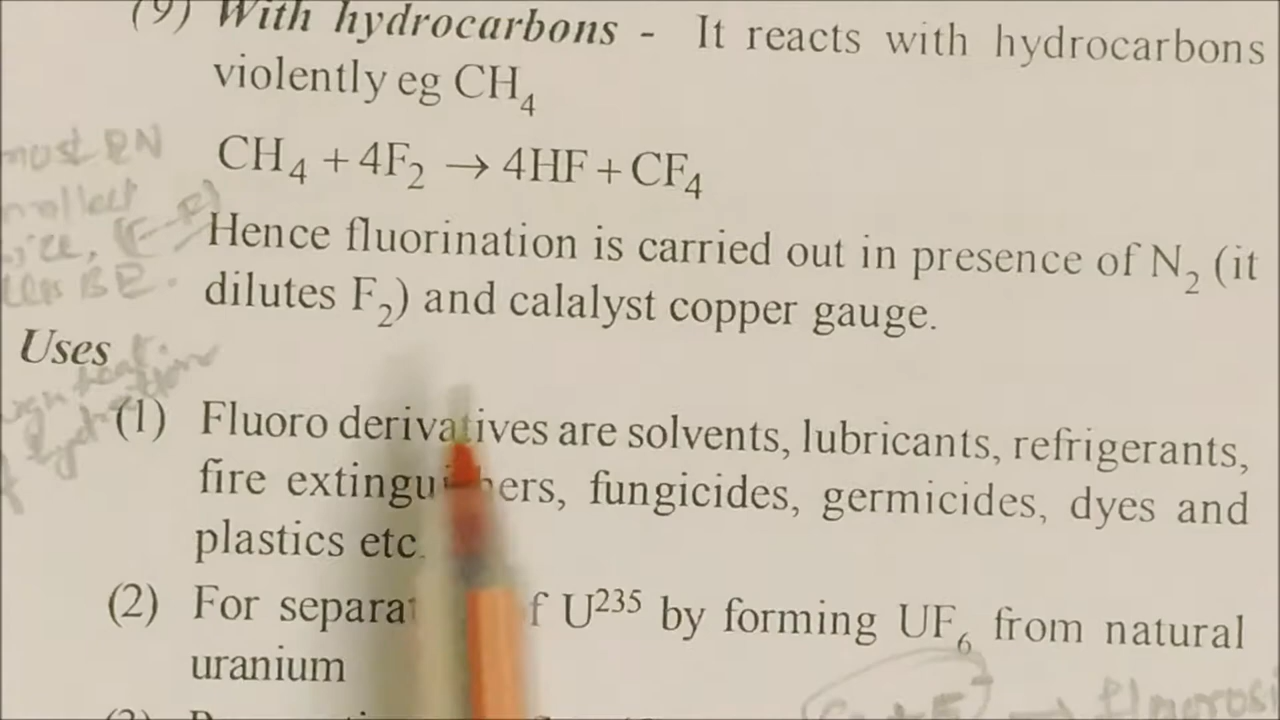 (9) With hydrocarbons - It reacts with hydrocarbons
violently eg CH₄
CH₄ + 4F₂ → 4HF + CF₄
most
Hence fluorination is carried out in presence of N₂ (it
dilutes F₂) and calalyst copper gauge.
Uses
(1) Fluoro derivatives are solvents, lubricants, refrigerants,
fire extinguishers, fungicides, germicides, dyes and
plastics etc.
(2) For U²³⁵ by forming UF₆ from natural
uranium